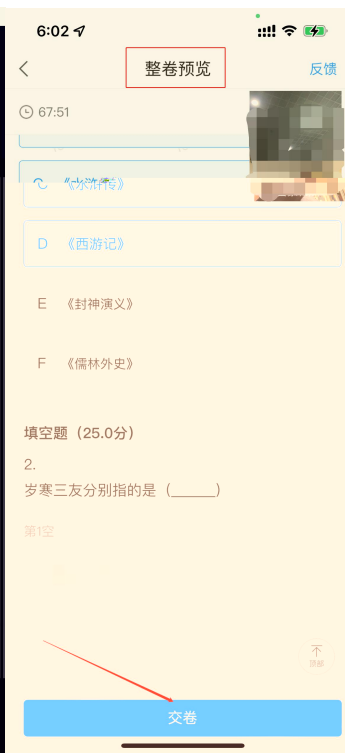 6:02
整卷预览
反馈
67:51
C 《水浒传》
D 《西游记》
E 《封神演义》
F 《儒林外史》
填空题（25.0分）
2.
岁寒三友分别指的是（_____）
第1空
顶部
交卷